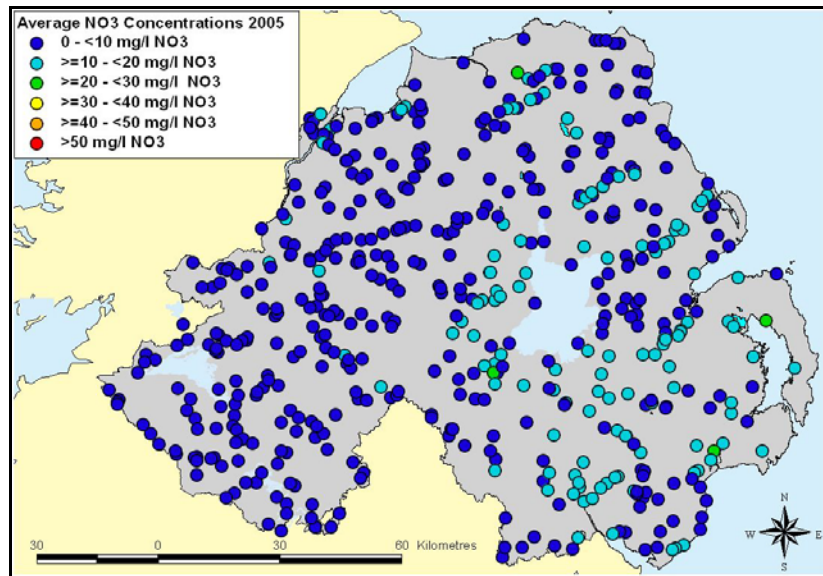 Average NO3 Concentrations 2005
0 - <10 mg/l NO3
>=10 - <20 mg/l NO3
>=20 - <30 mg/l NO3
>=30 - <40 mg/l NO3
>=40 - <50 mg/l NO3
>50 mg/l NO3
N
W E
S
30 0 30 60 Kilometres